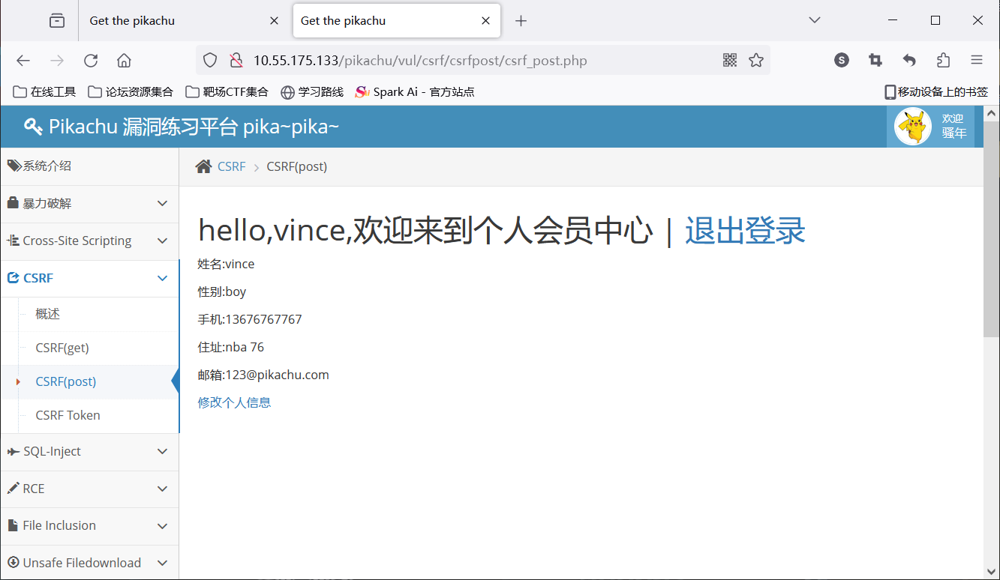 Get the pikachu
Get the pikachu
10.55.175.133/pikachu/vul/csrf/csrfpost/csrf_post.php
S
在线工具 论坛资源集合 靶场CTF集合 学习路线 Spark Ai - 官方站点 移动设备上的书签
Pikachu 漏洞练习平台 pika~pika~
欢迎
骚年
系统介绍
暴力破解
Cross-Site Scripting
CSRF
概述
CSRF(get)
CSRF(post)
CSRF Token
SQL-Inject
RCE
File Inclusion
Unsafe Filedownload
CSRF CSRF(post)
hello,vince,欢迎来到个人会员中心 | 退出登录
姓名:vince
性别:boy
手机:13676767767
住址:nba 76
邮箱:123@pikachu.com
修改个人信息